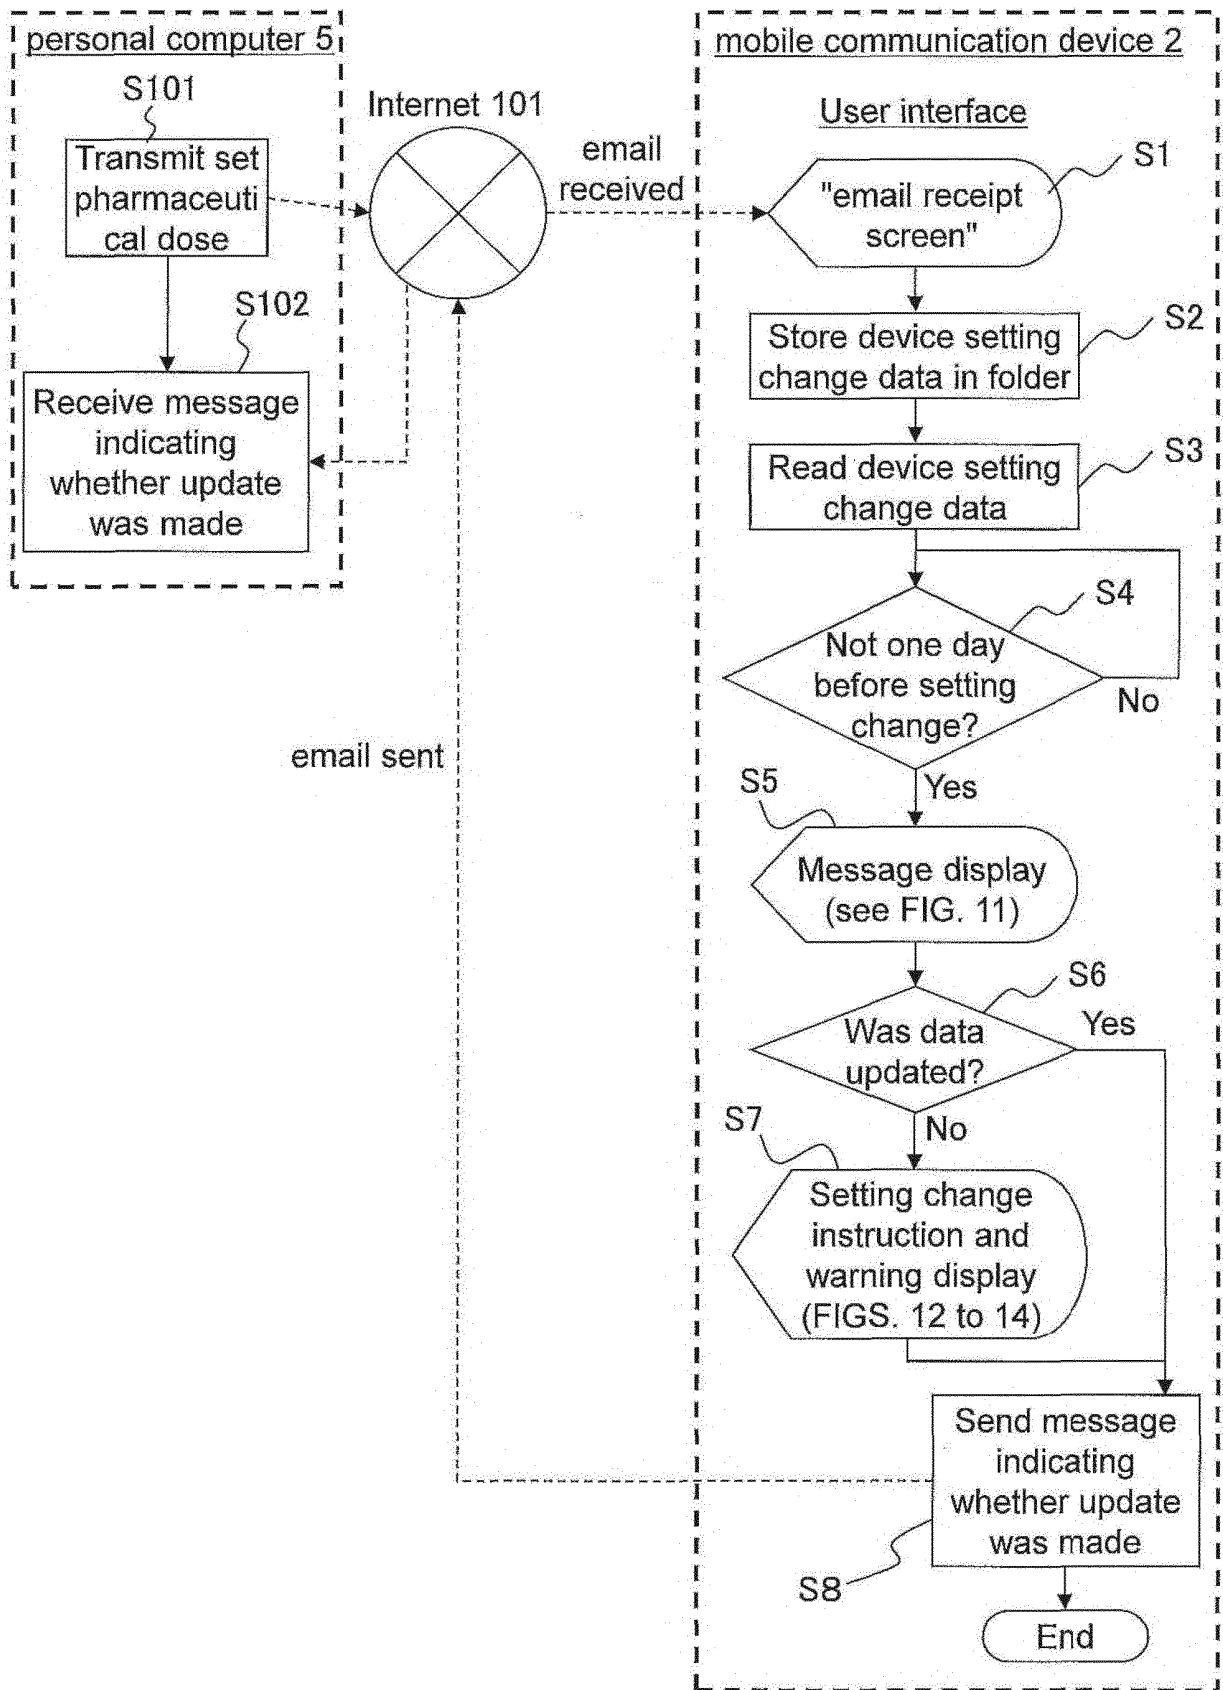 personal computer 5
S101
Transmit set
pharmaceuti
cal dose
S102
Receive message
indicating
whether update
was made
Internet 101
email
received
email sent
mobile communication device 2
User interface
S1
"email receipt
screen"
S2
Store device setting
change data in folder
S3
Read device setting
change data
S4
Not one day
before setting
change?
No
Yes
S5
Message display
(see FIG. 11)
S6
Was data
updated?
Yes
No
S7
Setting change
instruction and
warning display
(FIGS. 12 to 14)
Send message
indicating
whether update
was made
S8
End